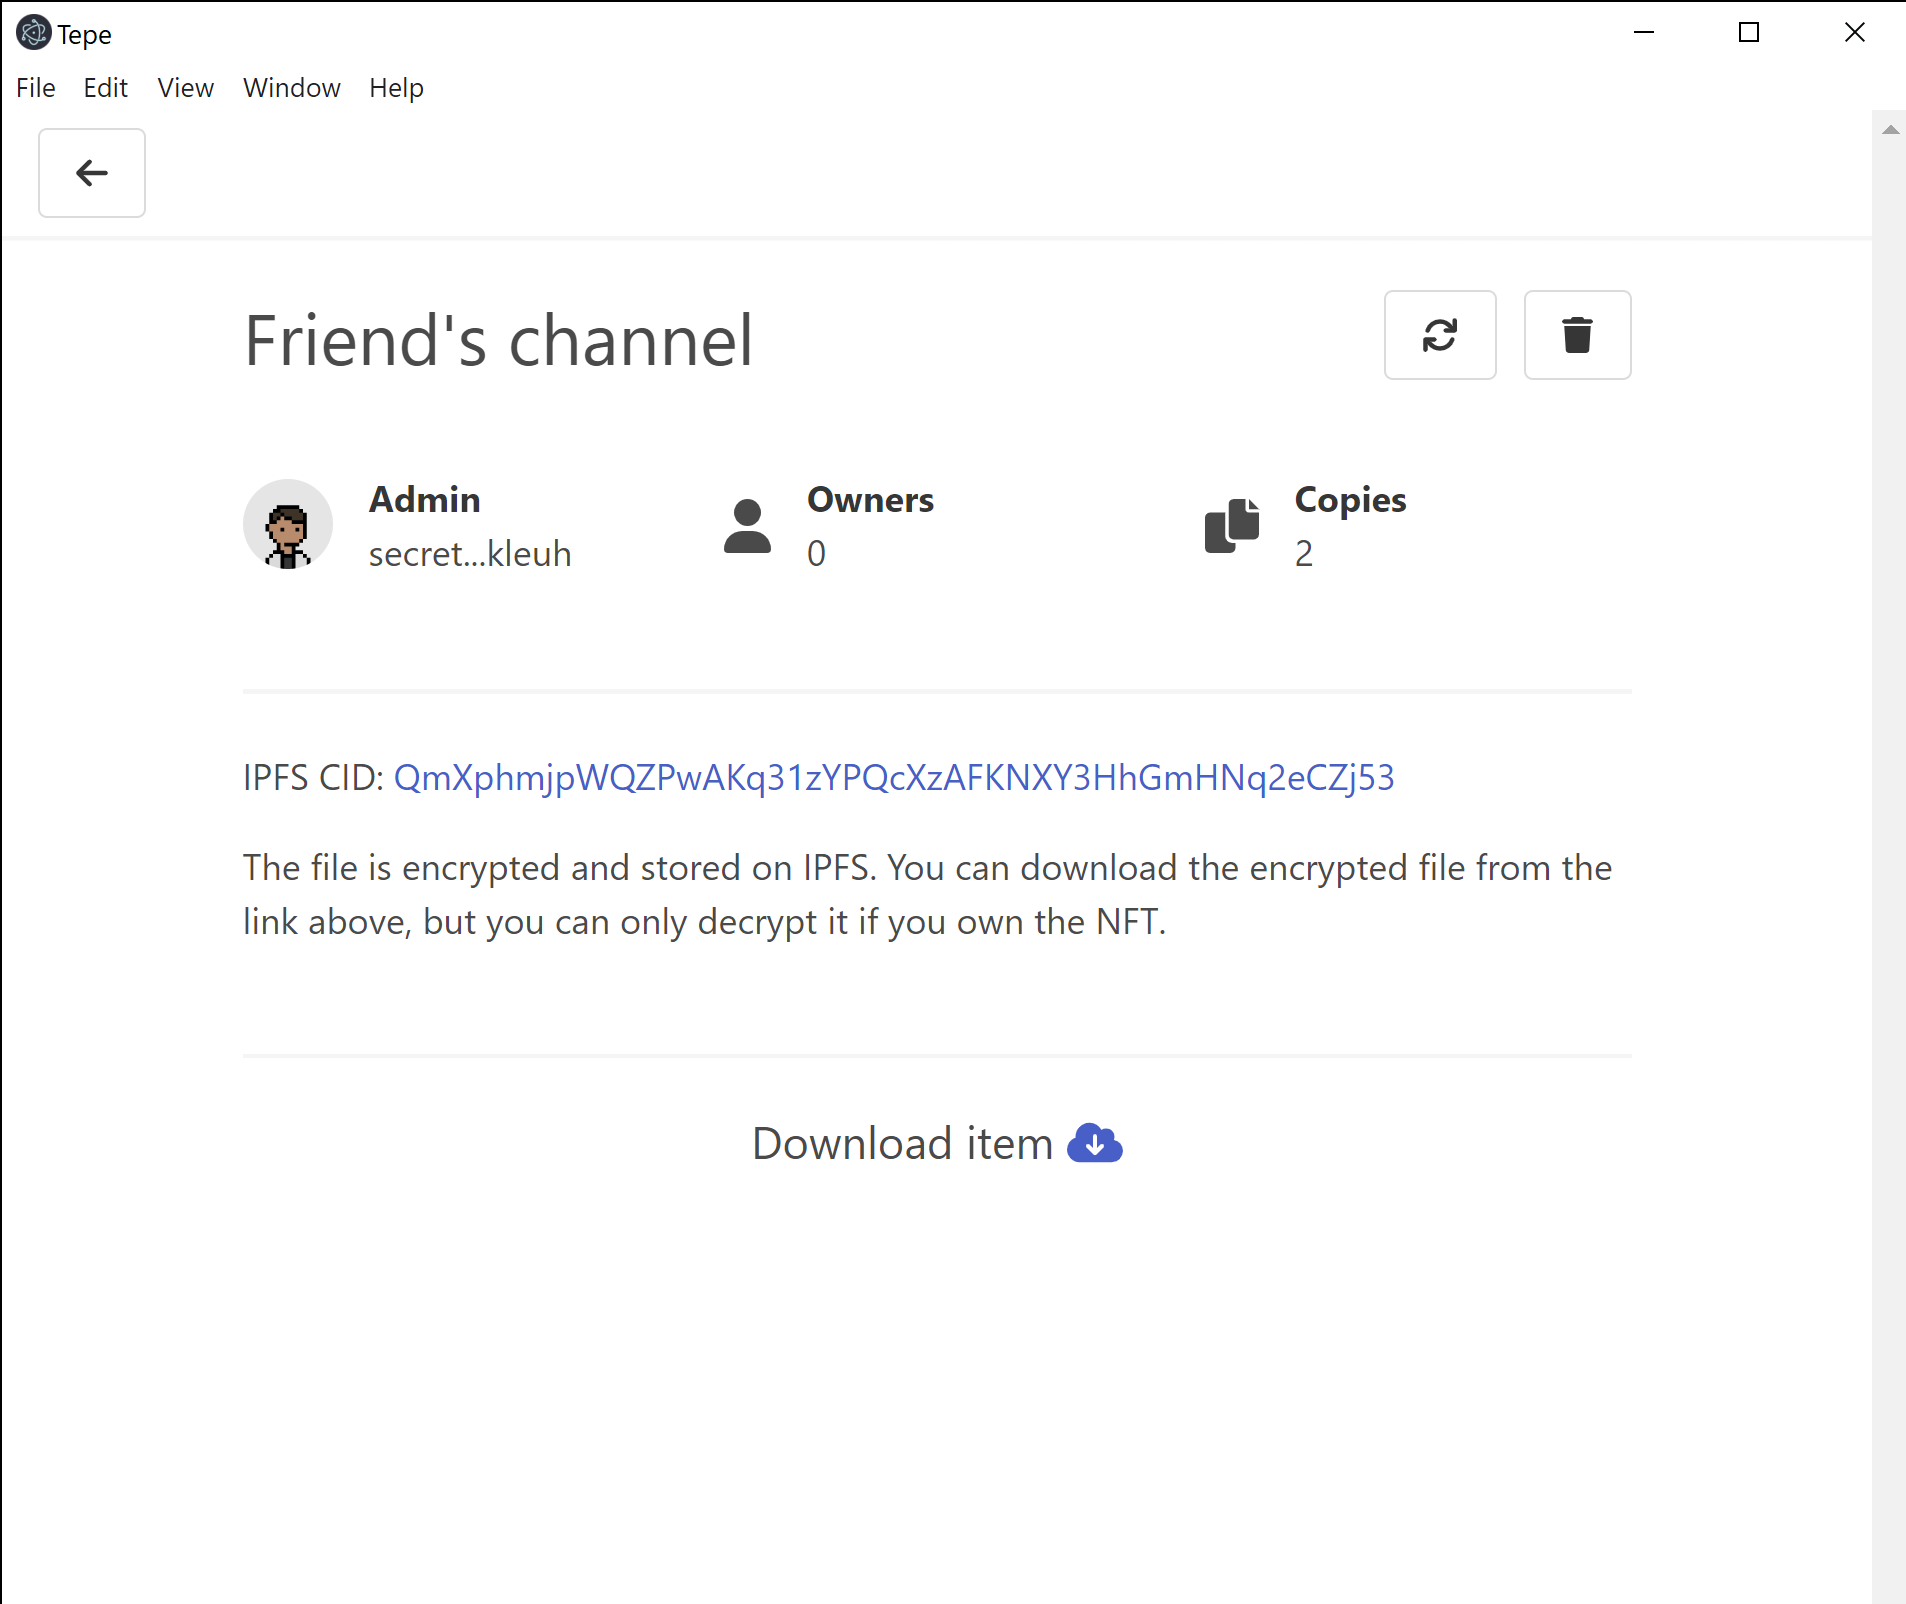 Tepe
File Edit View Window Help
Friend's channel
Admin
secret...kleuh
Owners
0
Copies
2
IPFS CID: QmXphmjpWQZPwAKq31zYPQcXzAFKNXY3HhGmHNq2eCZj53
The file is encrypted and stored on IPFS. You can download the encrypted file from the
link above, but you can only decrypt it if you own the NFT.
Download item